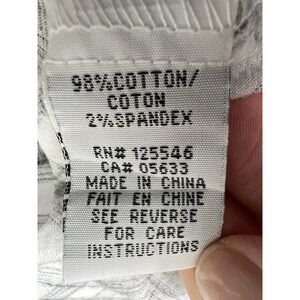 98%COTTON/
COTON
2%SPANDEX
RN# 125546
CA# 05633
MADE IN CHINA
FAIT EN CHINE
SEE REVERSE
FOR CARE
INSTRUCTIONS